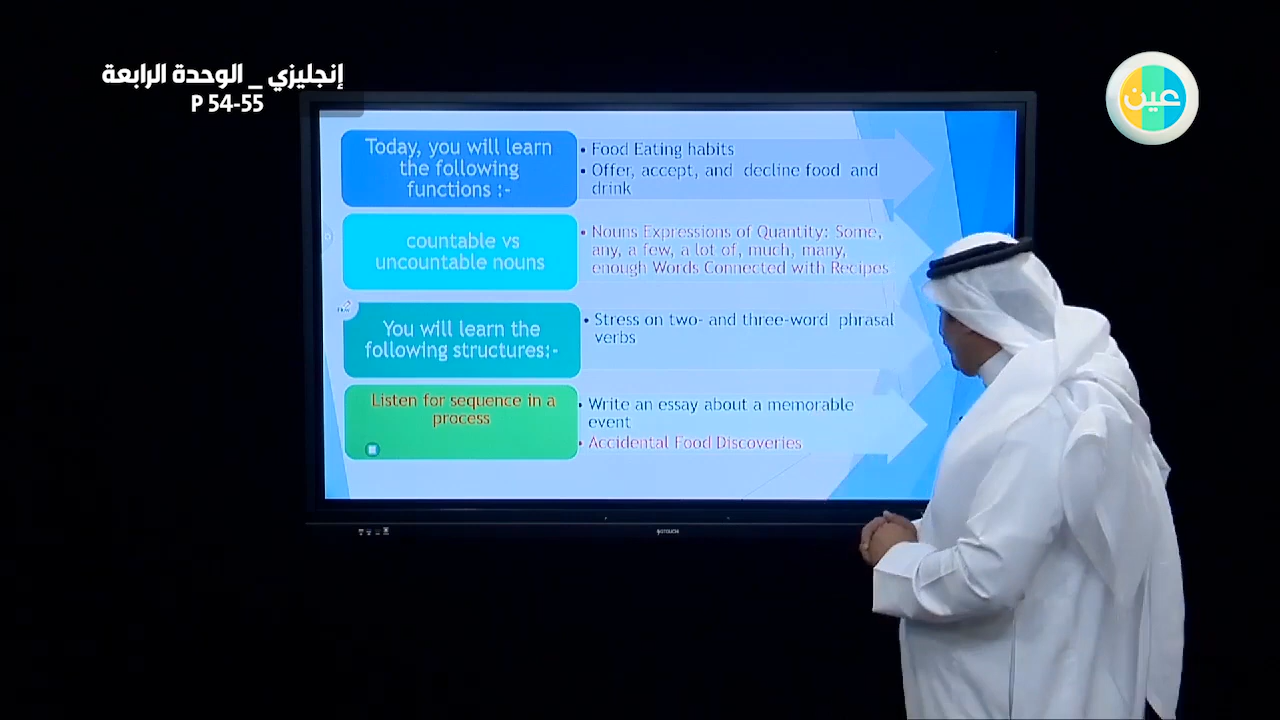 إنجليزي _ الوحدة الرابعة
P 54-55
عين
Today, you will learn
the following
functions :-
• Food Eating habits
• Offer, accept, and decline food and
drink
countable vs
uncountable nouns
• Nouns Expressions of Quantity: Some,
any, a few, a lot of, much, many,
enough Words Connected with Recipes
You will learn the
following structures:-
• Stress on two- and three-word phrasal
verbs
Listen for sequence in a
process
• Write an essay about a memorable
event
• Accidental Food Discoveries